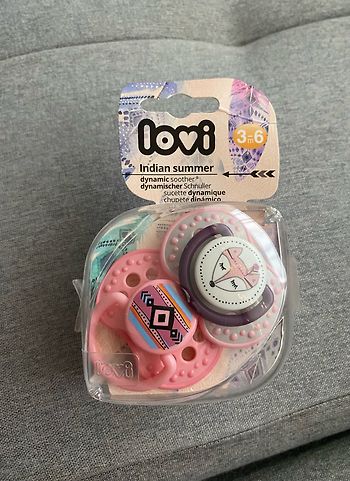 lovi
3-6
m
Indian summer
dynamic soother
dynamischer Schnuller
sucette dynamique
chupete dinámico
lovi